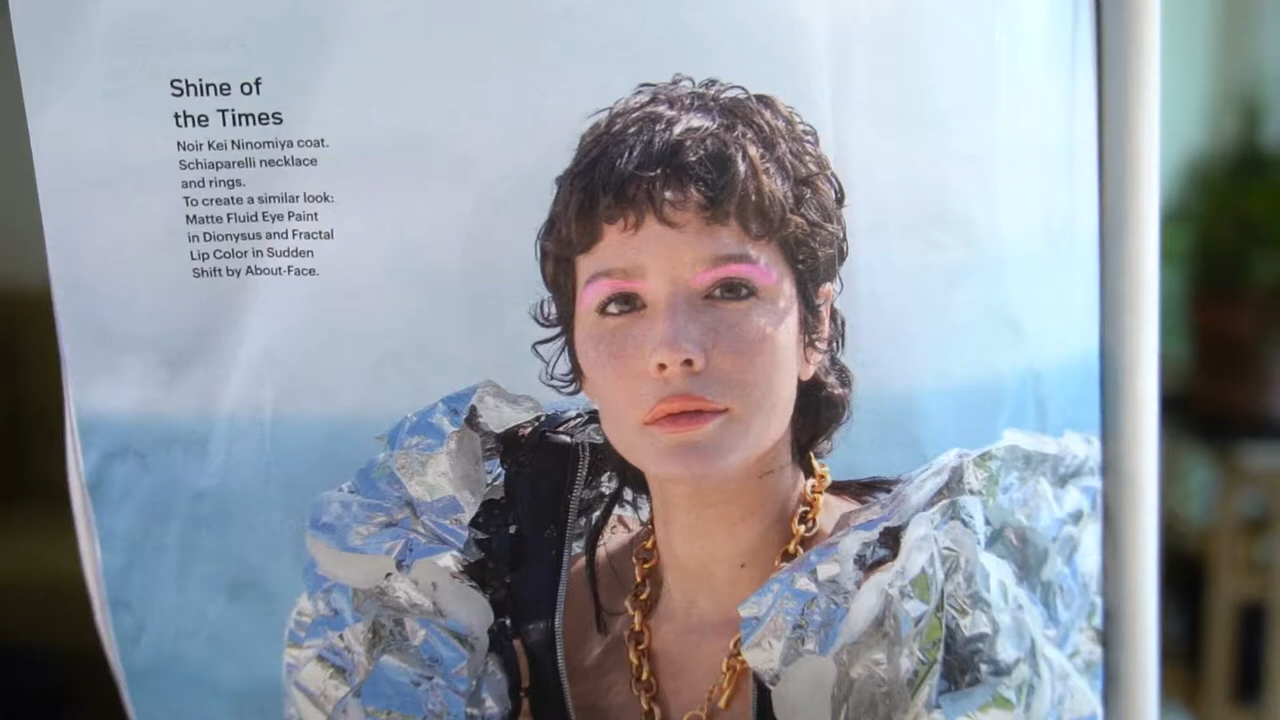 Shine of
the Times
Noir Kei Ninomiya coat.
Schiaparelli necklace
and rings.
To create a similar look:
Matte Fluid Eye Paint
in Dionysus and Fractal
Lip Color in Sudden
Shift by About-Face.